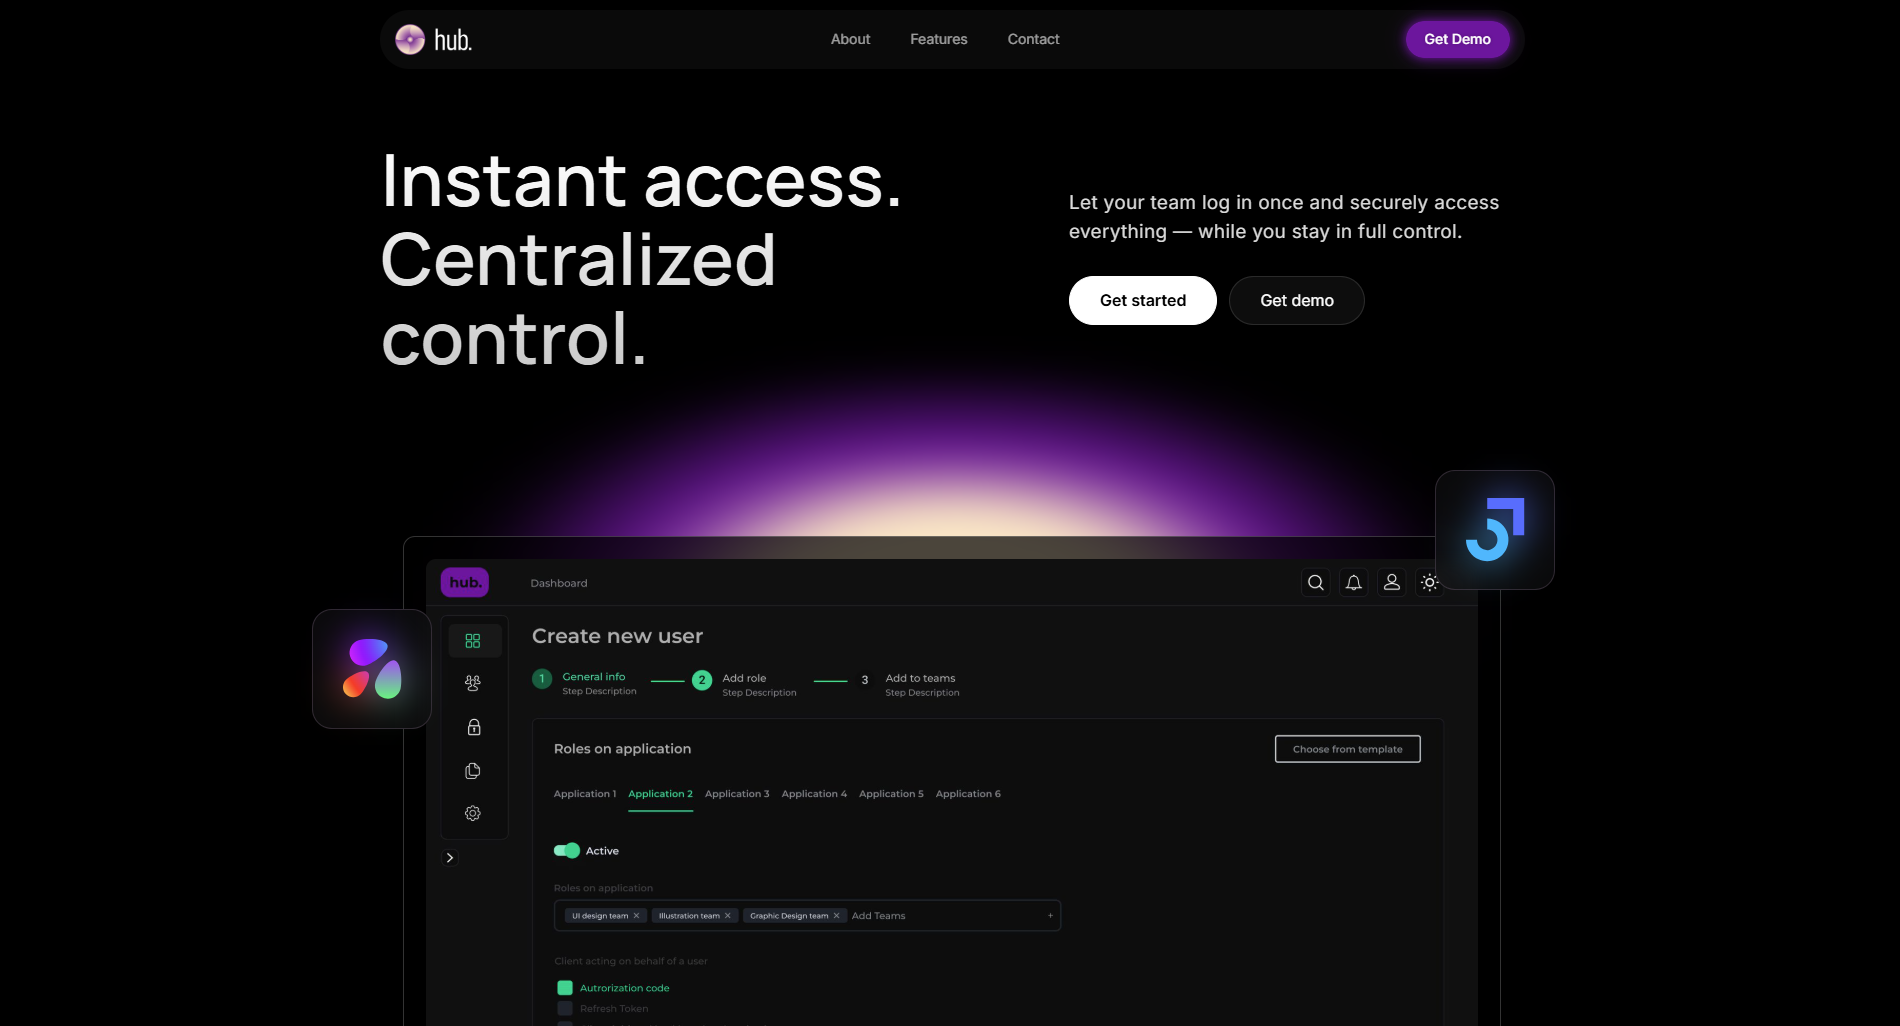 hub.
About
Features
Contact
Get Demo
Instant access.
Centralized
control.
Let your team log in once and securely access
everything — while you stay in full control.
Get started
Get demo
hub.
Dashboard
Create new user
1
General info
Step Description
2
Add role
Step Description
3
Add to teams
Step Description
Roles on application
Choose from template
Application 1
Application 2
Application 3
Application 4
Application 5
Application 6
Active
Roles on application
UI design team
Illustration team
Graphic Design team
Add Teams
Client acting on behalf of a user
Autrorization code
Refresh Token